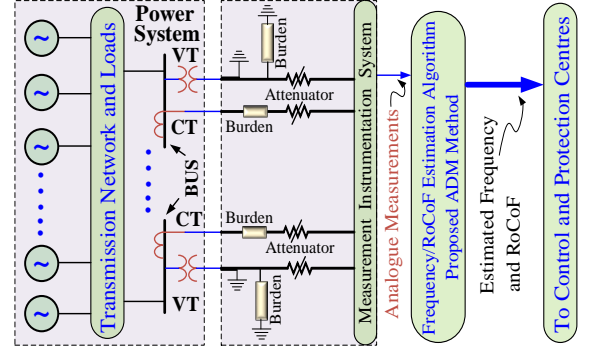 Power
System
Transmission Network and Loads
VT
CT
BUS
CT
VT
Burden
Attenuator
Burden
Burden
Attenuator
Burden
Measurement Instrumentation System
Analogue Measurements
Frequency/RoCoF Estimation Algorithm
Proposed ADM Method
Estimated Frequency
and RoCoF
To Control and Protection Centres